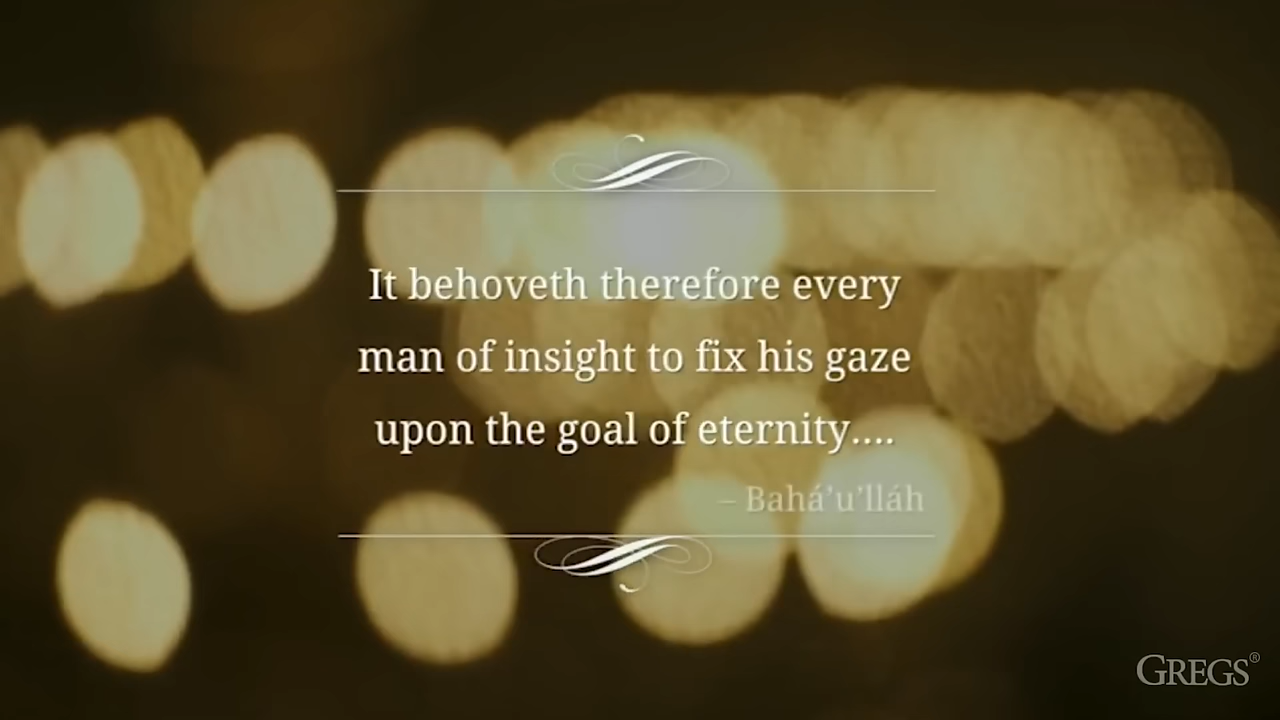 It behoveth therefore every
man of insight to fix his gaze
upon the goal of eternity....
– Bahá’u’lláh
GREGS®